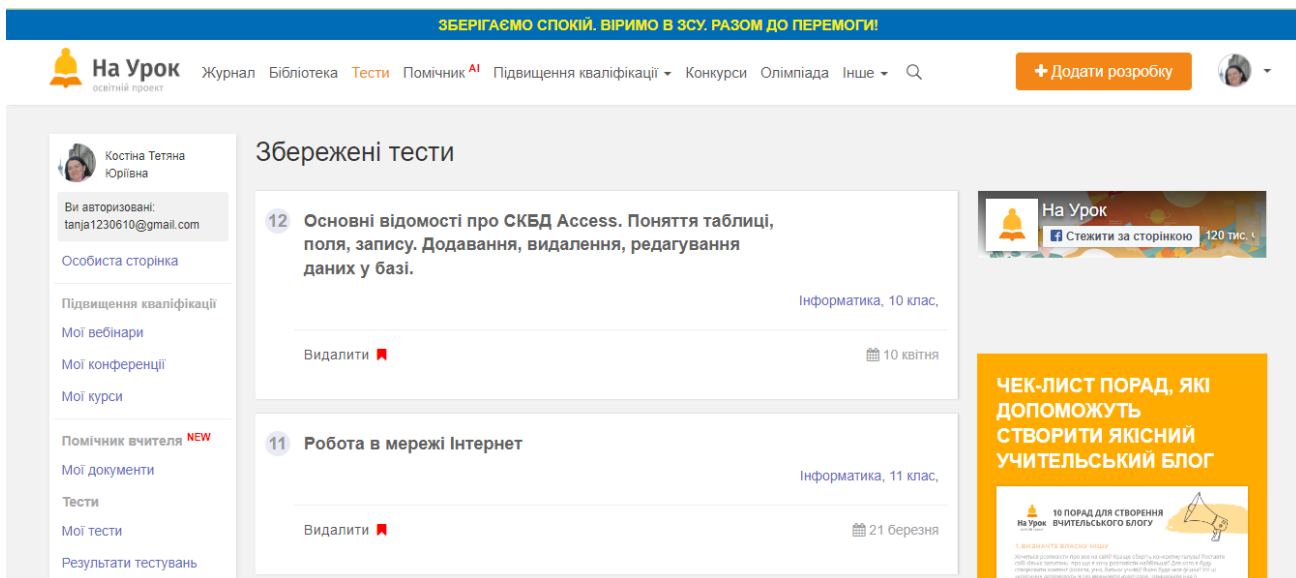 ЗБЕРІГАЄМО СПОКІЙ. ВІРИМО В ЗСУ. РАЗОМ ДО ПЕРЕМОГИ!
На Урок
освітній проект
Журнал Бібліотека Тести Помічник AI Підвищення кваліфікації Конкурси Олімпіада Інше
+ Додати розробку
Костіна Тетяна
Юріївна
Ви авторизовані:
tanja1230610@gmail.com
Особиста сторінка
Підвищення кваліфікації
Мої вебінари
Мої конференції
Мої курси
Помічник вчителя NEW
Мої документи
Тести
Мої тести
Результати тестувань
Збережені тести
12 Основні відомості про СКБД Access. Поняття таблиці,
поля, запису. Додавання, видалення, редагування
даних у базі.
Інформатика, 10 клас,
Видалити
10 квітня
11 Робота в мережі Інтернет
Інформатика, 11 клас,
Видалити
21 березня
На Урок
Стежити за сторінкою 120 тис.
ЧЕК-ЛИСТ ПОРАД, ЯКІ
ДОПОМОЖУТЬ
СТВОРИТИ ЯКІСНИЙ
УЧИТЕЛЬСЬКИЙ БЛОГ
На Урок
10 ПОРАД ДЛЯ СТВОРЕННЯ
ВЧИТЕЛЬСЬКОГО БЛОГУ
1. ВИЗНАЧТЕ ВЛАСНУ НІШУ